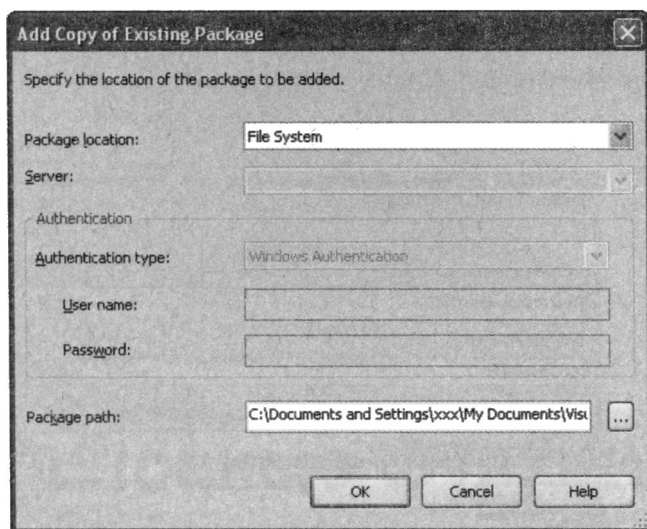 Add Copy of Existing Package
Specify the location of the package to be added.
Package location: File System
Server:
Authentication
Authentication type: Windows Authentication
User name:
Password:
Package path: C:\Documents and Settings\xxx\My Documents\Visu ...
OK Cancel Help